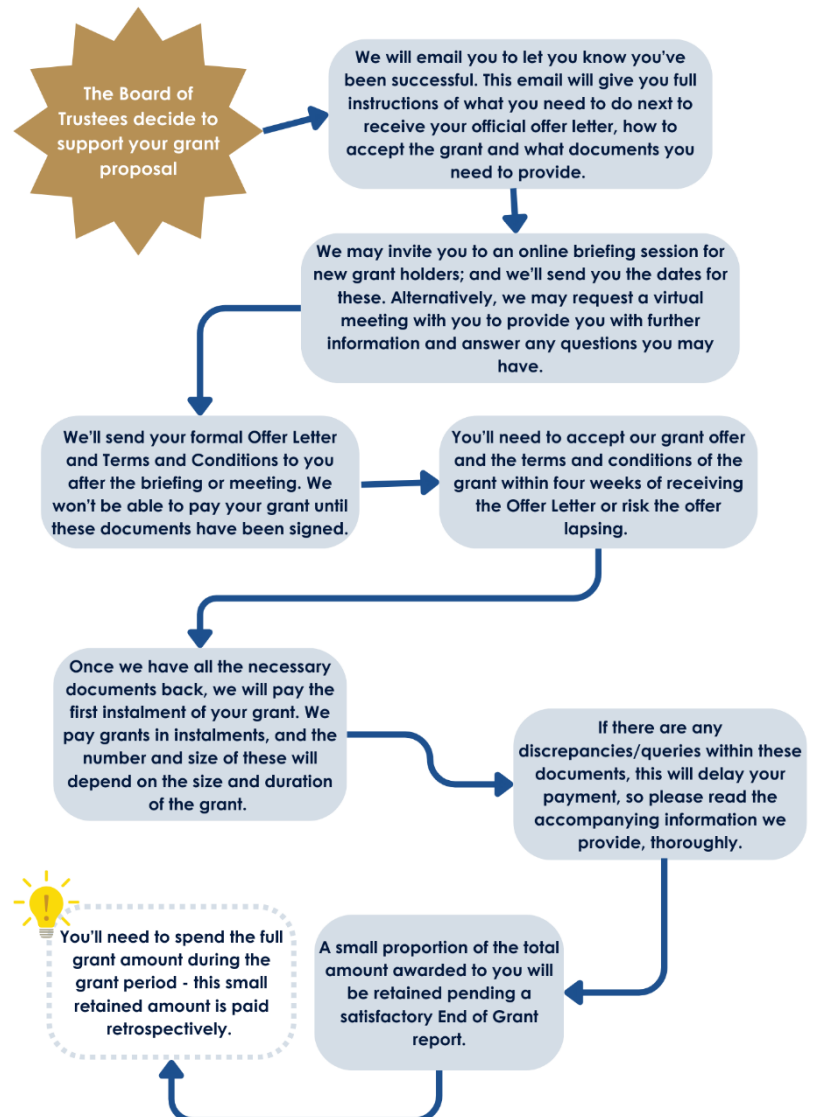 The Board of
Trustees decide to
support your grant
proposal
We will email you to let you know you've
been successful. This email will give you full
instructions of what you need to do next to
receive your official offer letter, how to
accept the grant and what documents you
need to provide.
We may invite you to an online briefing session for
new grant holders; and we'll send you the dates for
these. Alternatively, we may request a virtual
meeting with you to provide you with further
information and answer any questions you may
have.
We'll send your formal Offer Letter
and Terms and Conditions to you
after the briefing or meeting. We
won't be able to pay your grant until
these documents have been signed.
You'll need to accept our grant offer
and the terms and conditions of the
grant within four weeks of receiving
the Offer Letter or risk the offer
lapsing.
Once we have all the necessary
documents back, we will pay the
first instalment of your grant. We
pay grants in instalments, and the
number and size of these will
depend on the size and duration
of the grant.
If there are any
discrepancies/queries within these
documents, this will delay your
payment, so please read the
accompanying information we
provide, thoroughly.
A small proportion of the total
amount awarded to you will
be retained pending a
satisfactory End of Grant
report.
!
You'll need to spend the full
grant amount during the
grant period - this small
retained amount is paid
retrospectively.